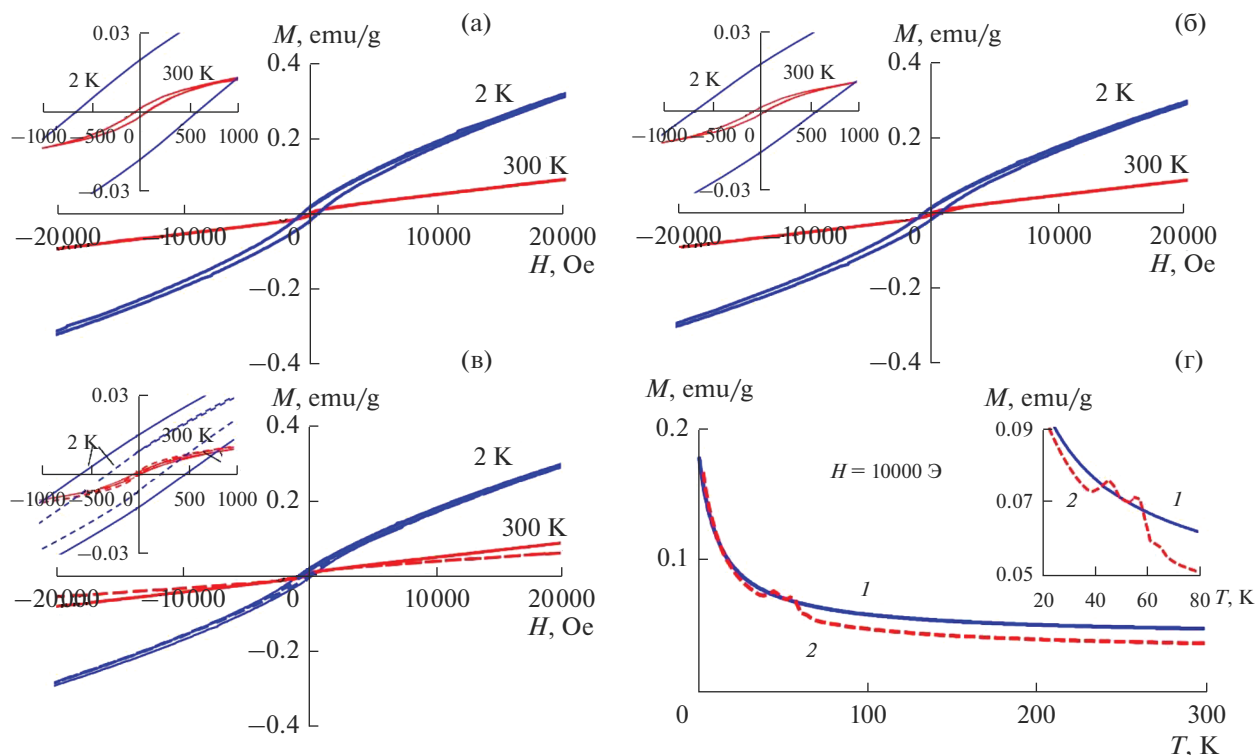 (а)
M, emu/g
0.4
0.2
−0.2
−0.4
−20000
−10000
0
10000
20000
H, Oe
2 K
300 K
0.03
−0.03
−1000
−500
500
1000
2 K
300 K
(б)
M, emu/g
0.4
0.2
−0.2
−0.4
−20000
−10000
0
10000
20000
H, Oe
2 K
300 K
0.03
−0.03
−1000
−500
0
500
1000
2 K
300 K
(в)
M, emu/g
0.4
0.2
−0.2
−0.4
−20000
−10000
0
10000
20000
H, Oe
2 K
300 K
0.03
−0.03
−1000
−500
0
500
1000
2 K
300 K
(г)
M, emu/g
0.2
0.1
0
100
200
300
T, K
H = 10000 Э
1
2
M, emu/g
0.09
0.07
0.05
20
40
60
80
T, K
1
2